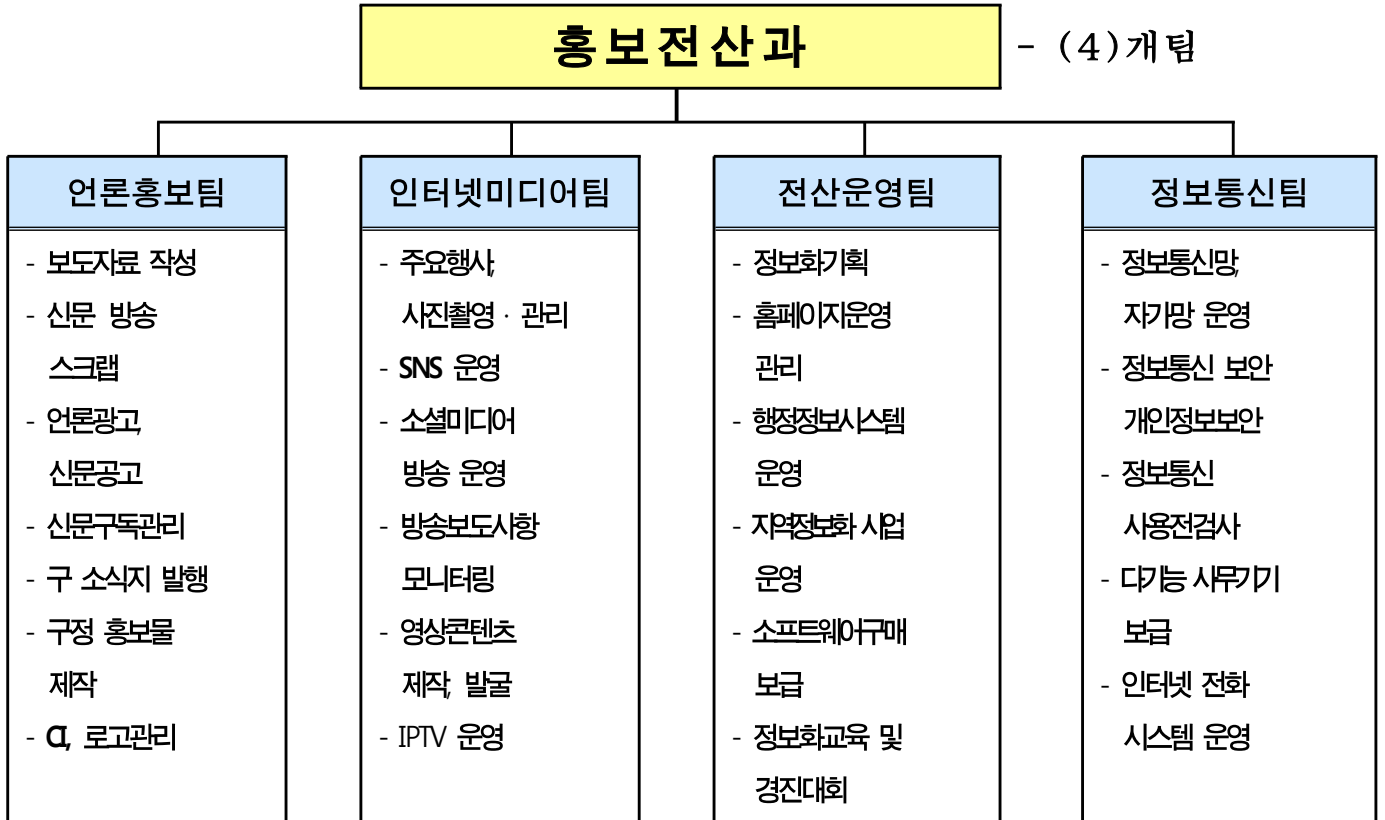 홍보전산과
- (4)개팀
언론홍보팀
- 보도자료 작성
- 신문 방송
스크랩
- 언론광고,
신문공고
- 신문구독관리
- 구 소식지 발행
- 구정 홍보물
제작
- CI, 로고관리
인터넷미디어팀
- 주요행사,
사진촬영 · 관리
- SNS 운영
- 소셜미디어
방송 운영
- 방송보도사항
모니터링
- 영상콘텐츠
제작, 발굴
- IPTV 운영
전산운영팀
- 정보화기획
- 홈페이지운영
관리
- 행정정보시스템
운영
- 지역정보화 사업
운영
- 소프트웨어구매
보급
- 정보화교육 및
경진대회
정보통신팀
- 정보통신망,
자가망 운영
- 정보통신 보안
개인정보보안
- 정보통신
사용전검사
- 다기능 사무기기
보급
- 인터넷 전화
시스템 운영